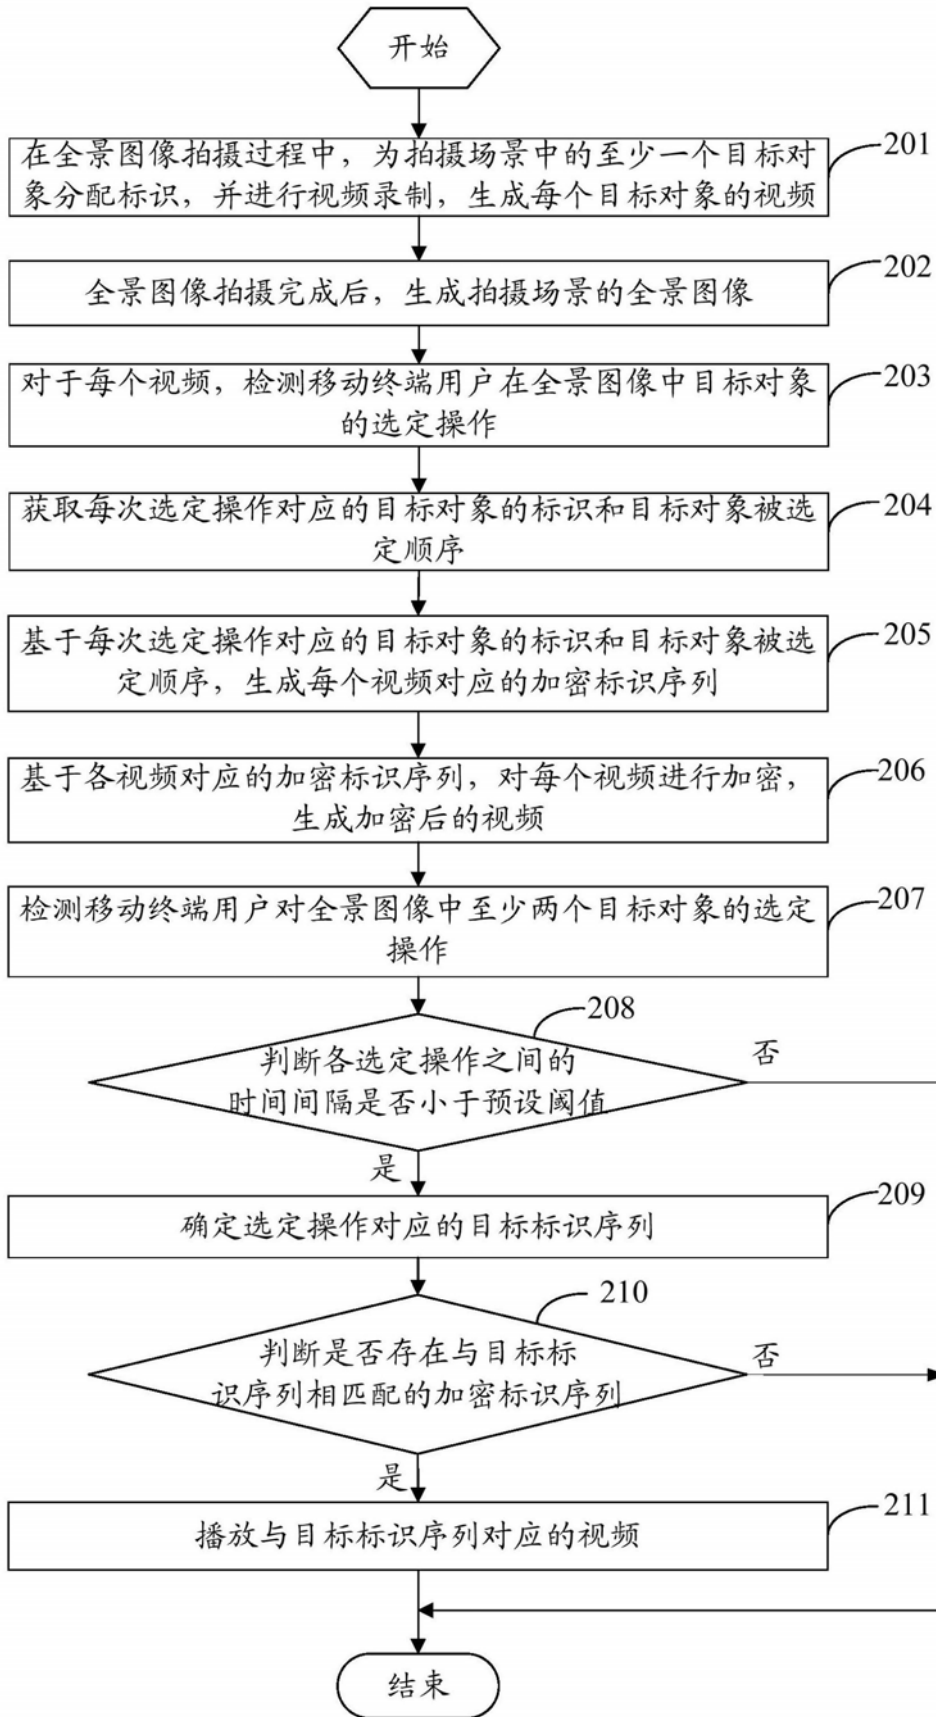 开始
在全景图像拍摄过程中，为拍摄场景中的至少一个目标对
象分配标识，并进行视频录制，生成每个目标对象的视频
201
全景图像拍摄完成后，生成拍摄场景的全景图像
202
对于每个视频，检测移动终端用户在全景图像中目标对象
的选定操作
203
获取每次选定操作对应的目标对象的标识和目标对象被选
定顺序
204
基于每次选定操作对应的目标对象的标识和目标对象被选
定顺序，生成每个视频对应的加密标识序列
205
基于各视频对应的加密标识序列，对每个视频进行加密，
生成加密后的视频
206
检测移动终端用户对全景图像中至少两个目标对象的选定
操作
207
208
判断各选定操作之间的
时间间隔是否小于预设阈值
否
是
确定选定操作对应的目标标识序列
209
210
判断是否存在与目标标
识序列相匹配的加密标识序列
否
是
播放与目标标识序列对应的视频
211
结束